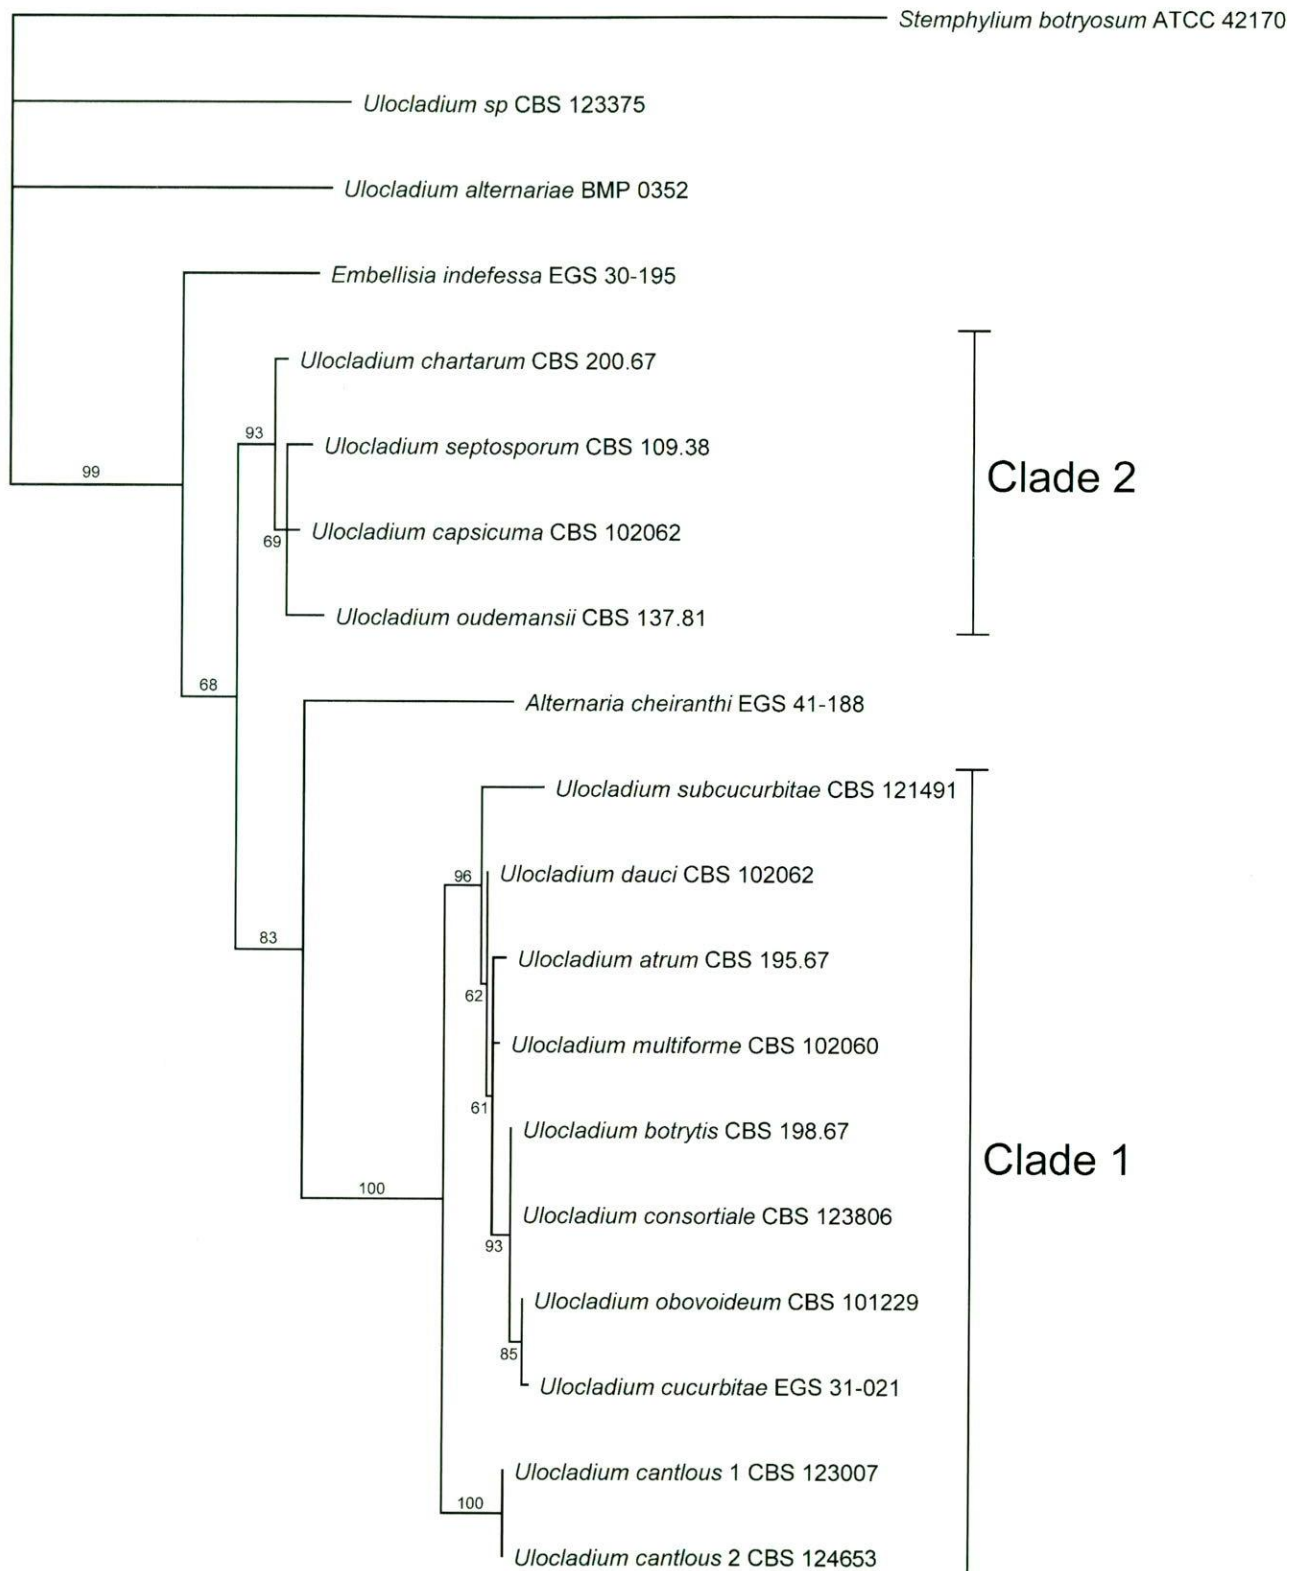 Stemphylium botryosum ATCC 42170
Ulocladium sp CBS 123375
Ulocladium alternariae BMP 0352
Embellisia indefessa EGS 30-195
Ulocladium chartarum CBS 200.67
93
Ulocladium septosporum CBS 109.38
99
Clade 2
Ulocladium capsicuma CBS 102062
69
Ulocladium oudemansii CBS 137.81
68
Alternaria cheiranthi EGS 41-188
Ulocladium subcucurbitae CBS 121491
96
Ulocladium dauci CBS 102062
83
Ulocladium atrum CBS 195.67
62
Ulocladium multiforme CBS 102060
61
Ulocladium botrytis CBS 198.67
Clade 1
100
Ulocladium consortiale CBS 123806
93
Ulocladium obovoideum CBS 101229
85
Ulocladium cucurbitae EGS 31-021
Ulocladium cantlous 1 CBS 123007
100
Ulocladium cantlous 2 CBS 124653